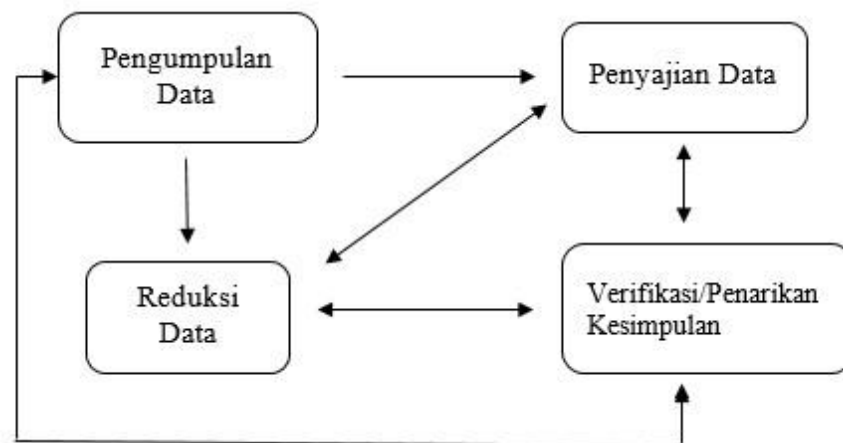 Pengumpulan
Data
Penyajian Data
Reduksi
Data
Verifikasi/Penarikan
Kesimpulan